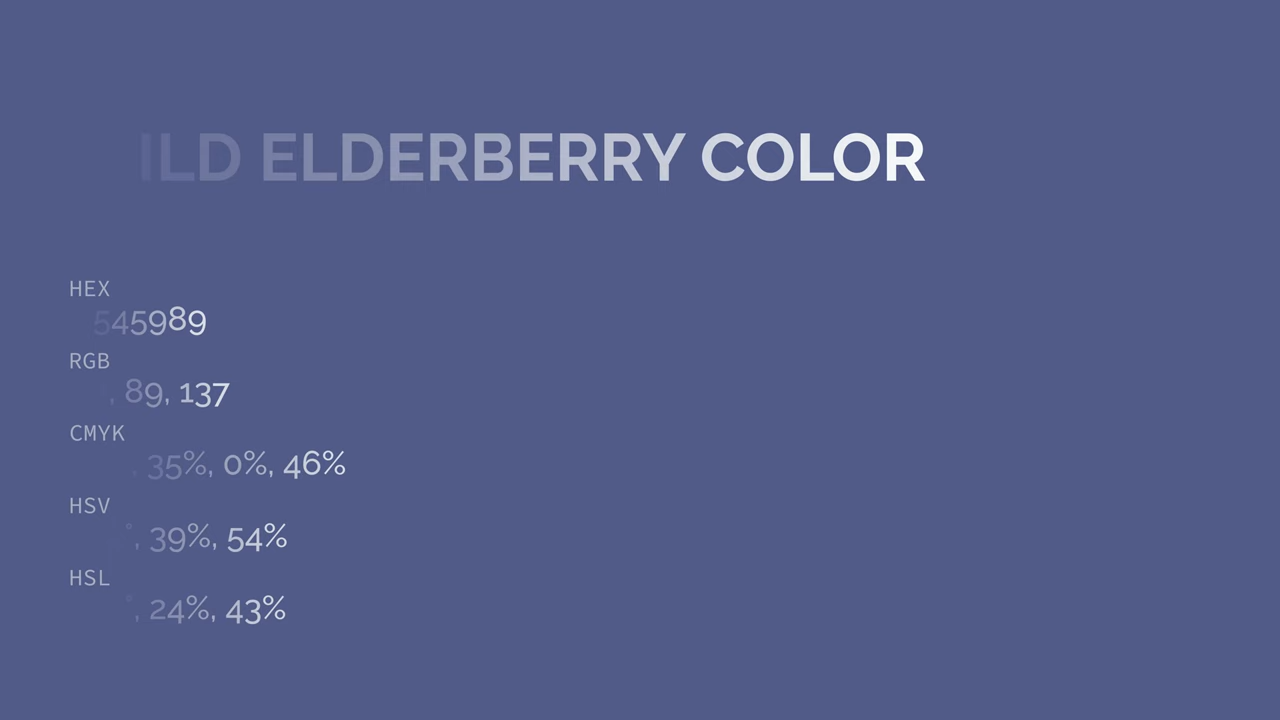 ILD ELDERBERRY COLOR
HEX
545989
RGB
, 89, 137
CMYK
, 35%, 0%, 46%
HSV
°, 39%, 54%
HSL
°, 24%, 43%